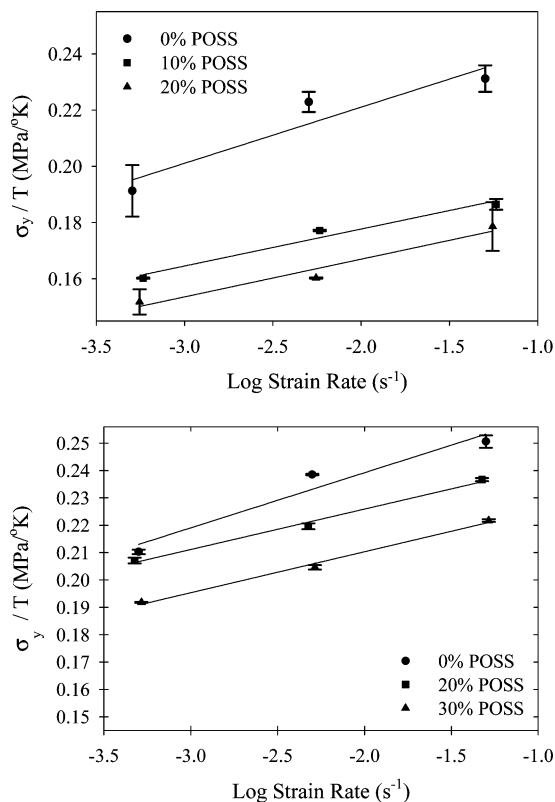 0% POSS
10% POSS
20% POSS
0.24
0.22
0.20
0.18
0.16
σy / T (MPa/°K)
-3.5 -3.0 -2.5 -2.0 -1.5 -1.0
Log Strain Rate (s-1)
0.25
0.24
0.23
0.22
0.21
0.20
0.19
0.18
0.17
0.16
0.15
σy / T (MPa/°K)
0% POSS
20% POSS
30% POSS
-3.5 -3.0 -2.5 -2.0 -1.5 -1.0
Log Strain Rate (s-1)